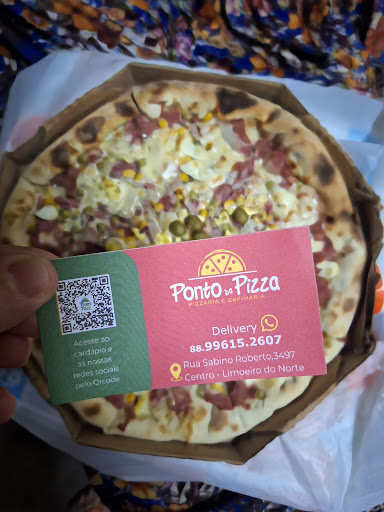 Ponto da Pizza
PIZZARIA E ESFIHARIA
Delivery
88.99615.2607
Rua Sabino Roberto,3497
Centro - Limoeiro do Norte
Acesse ao
cardápio e
as nossas
redes sociais
pelo Qrcode